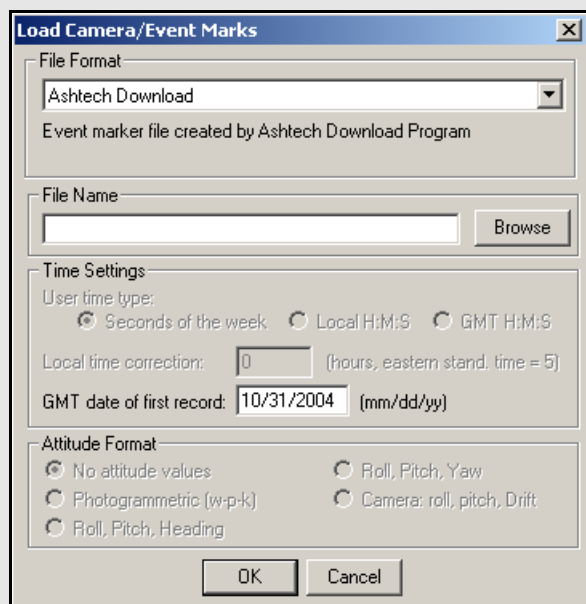 Load Camera/Event Marks
File Format
Ashtech Download
Event marker file created by Ashtech Download Program
File Name
Browse
Time Settings
User time type:
Seconds of the week Local H:M:S GMT H:M:S
Local time correction: 0 (hours, eastern stand. time = 5)
GMT date of first record: 10/31/2004 (mm/dd/yy)
Attitude Format
No attitude values Roll, Pitch, Yaw
Photogrammetric (w-p-k) Camera: roll, pitch, Drift
Roll, Pitch, Heading
OK Cancel